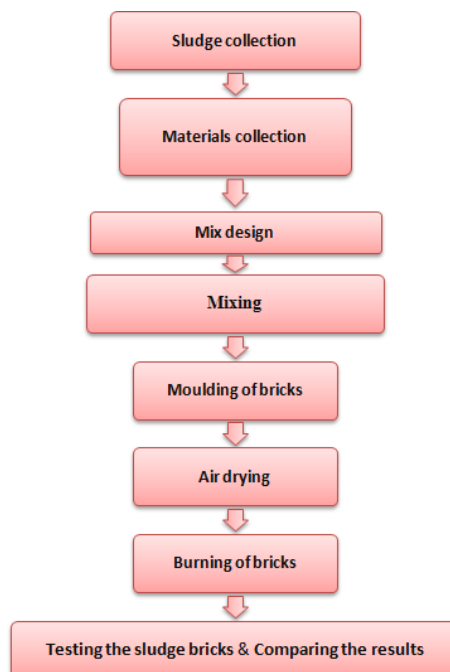 Sludge collection
Materials collection
Mix design
Mixing
Moulding of bricks
Air drying
Burning of bricks
Testing the sludge bricks & Comparing the results